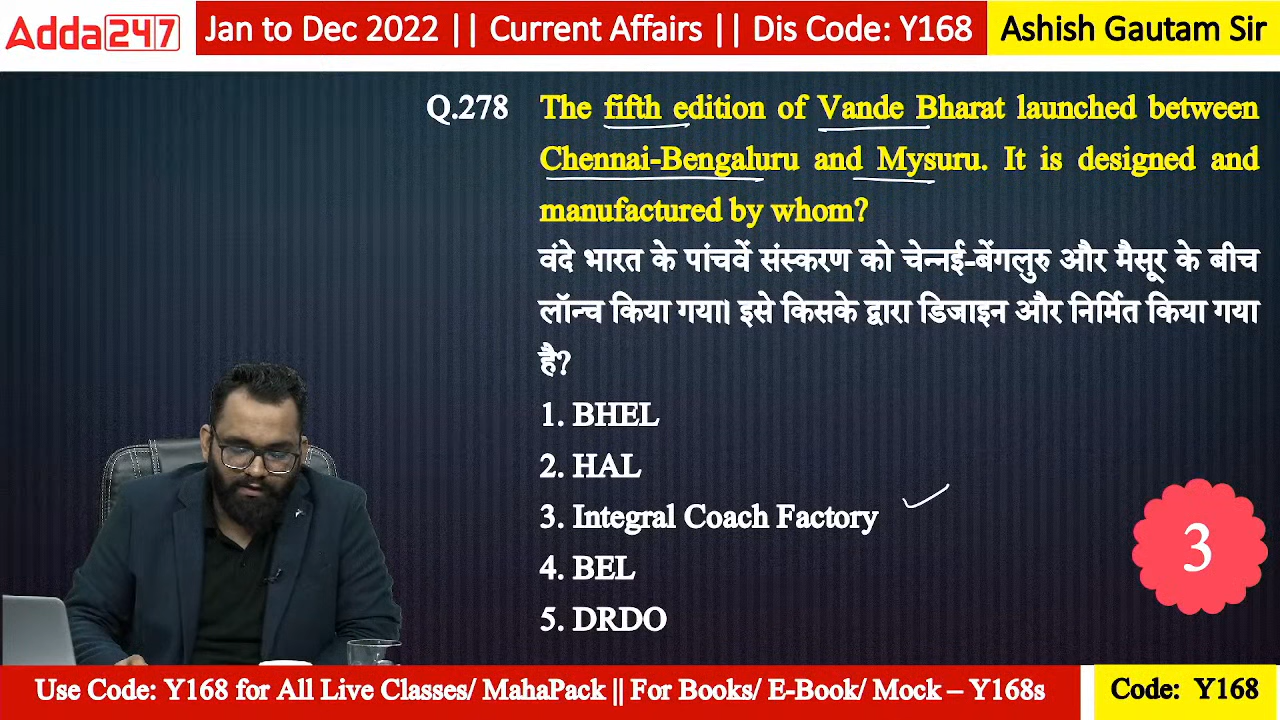 Adda247
Jan to Dec 2022 || Current Affairs || Dis Code: Y168
Ashish Gautam Sir
Q.278 The fifth edition of Vande Bharat launched between
Chennai-Bengaluru and Mysuru. It is designed and
manufactured by whom?
वंदे भारत के पांचवें संस्करण को चेन्नई-बेंगलुरु और मैसूर के बीच
लॉन्च किया गया। इसे किसके द्वारा डिजाइन और निर्मित किया गया
है?
1. BHEL
2. HAL
3. Integral Coach Factory
4. BEL
5. DRDO
3
Use Code: Y168 for All Live Classes/ MahaPack || For Books/ E-Book/ Mock – Y168s
Code: Y168